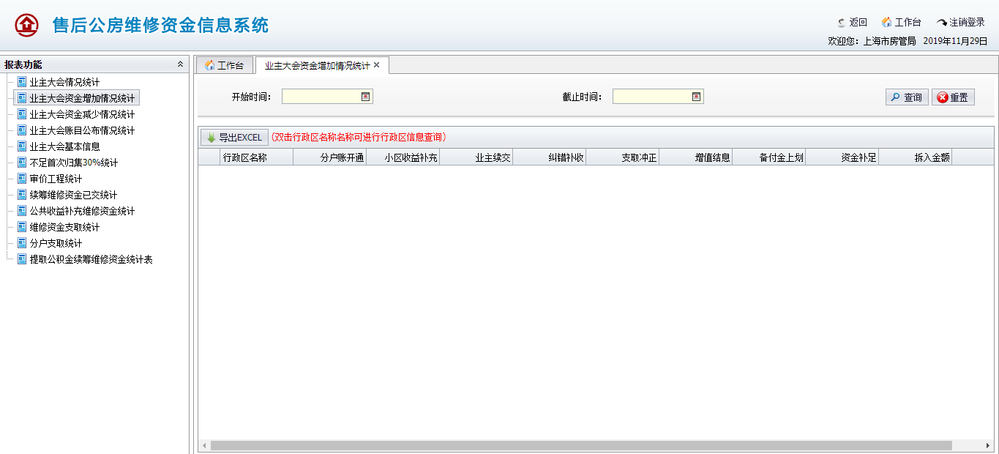 售后公房维修资金信息系统
返回 工作台 注销登录
欢迎您: 上海市房管局 2019年11月29日
报表功能
业主大会情况统计
业主大会资金增加情况统计
业主大会资金减少情况统计
业主大会账目公布情况统计
业主大会基本信息
不足首次归集30%统计
审价工程统计
续筹维修资金已交统计
公共收益补充维修资金统计
维修资金支取统计
分户支取统计
提取公积金续筹维修资金统计表
工作台 业主大会资金增加情况统计
开始时间: 截止时间: 查询 重置
导出EXCEL (双击行政区名称名称可进行行政区信息查询)
行政区名称 分户账开通 小区收益补充 业主续交 纠错补收 支取冲正 增值结息 备付金上划 资金补足 拆入金额